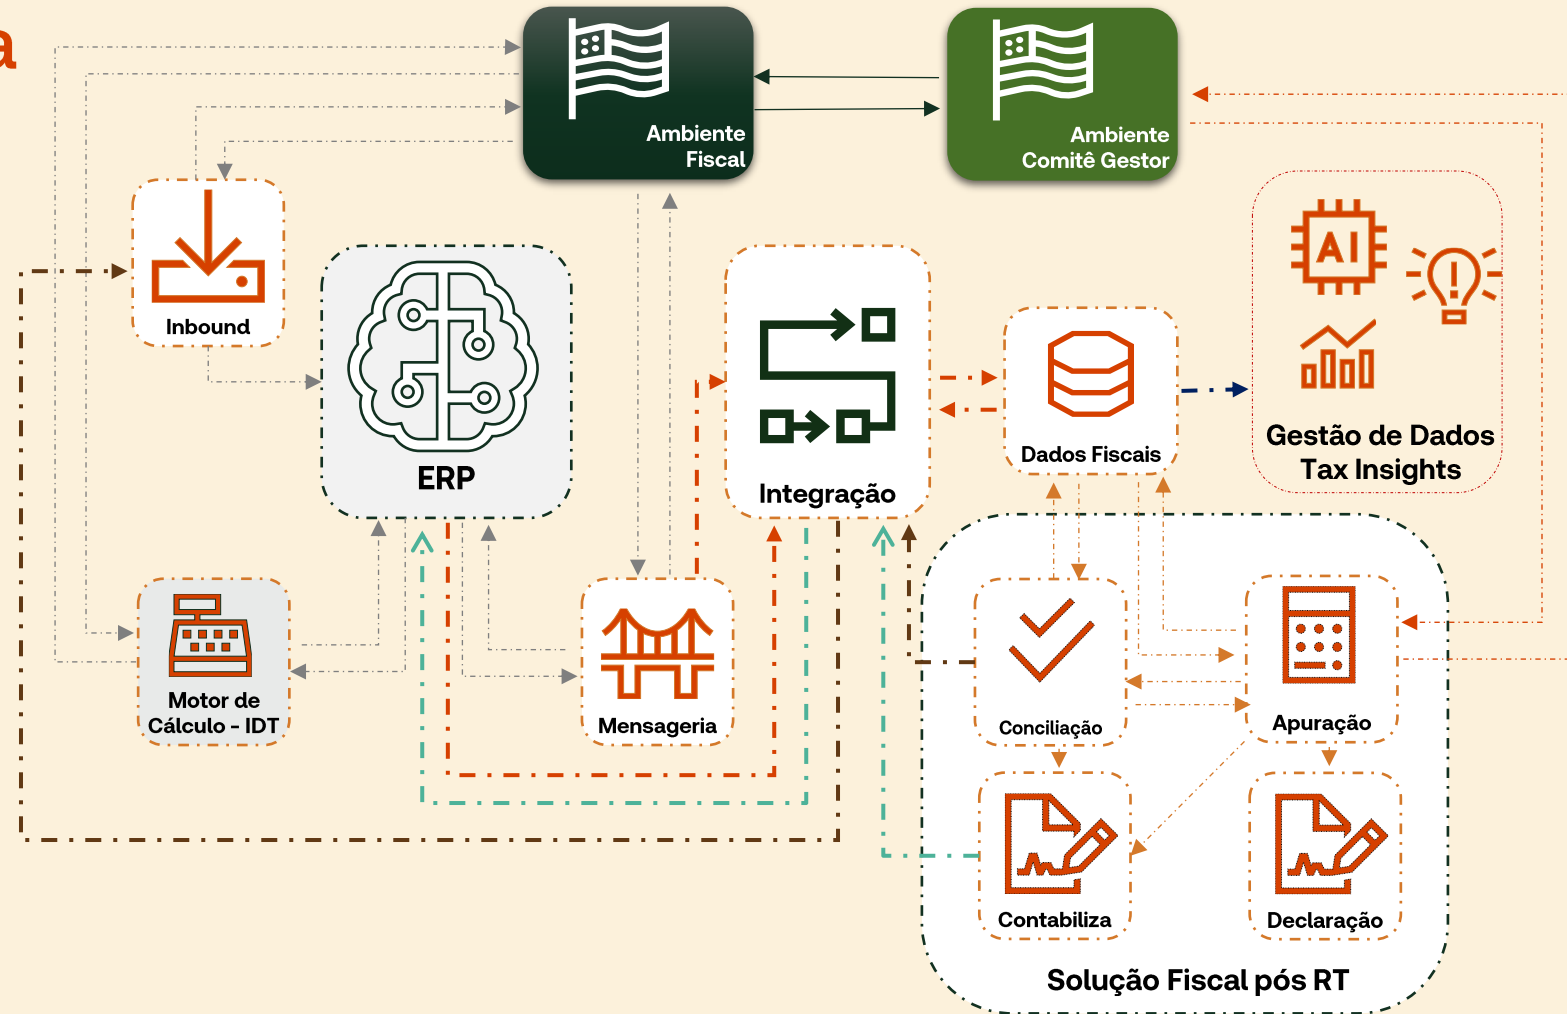 a
Ambiente
Fiscal
Ambiente
Comitê Gestor
Inbound
AI
ERP
Integração
Dados Fiscais
Gestão de Dados
Tax Insights
Motor de
Cálculo - IDT
Mensageria
Conciliação
Apuração
Contabiliza
Declaração
Solução Fiscal pós RT